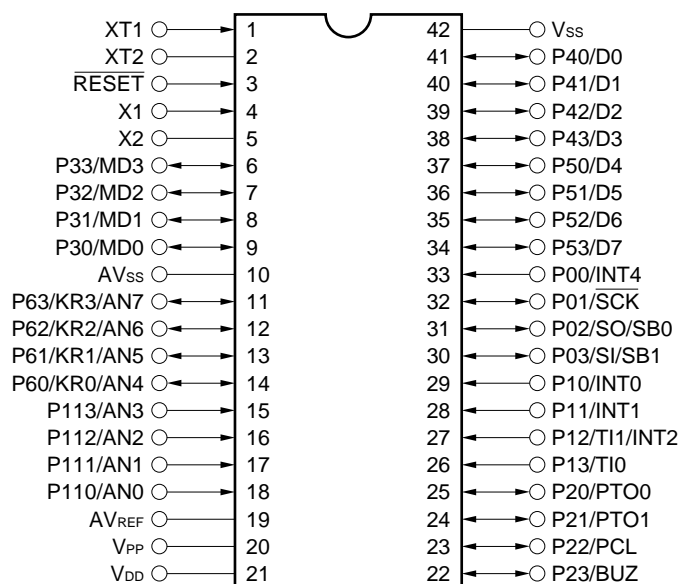 XT1 1 42 Vss
XT2 2 41 P40/D0
RESET 3 40 P41/D1
X1 4 39 P42/D2
X2 5 38 P43/D3
P33/MD3 6 37 P50/D4
P32/MD2 7 36 P51/D5
P31/MD1 8 35 P52/D6
P30/MD0 9 34 P53/D7
AVss 10 33 P00/INT4
P63/KR3/AN7 11 32 P01/SCK
P62/KR2/AN6 12 31 P02/SO/SB0
P61/KR1/AN5 13 30 P03/SI/SB1
P60/KR0/AN4 14 29 P10/INT0
P113/AN3 15 28 P11/INT1
P112/AN2 16 27 P12/TI1/INT2
P111/AN1 17 26 P13/TI0
P110/AN0 18 25 P20/PTO0
AVREF 19 24 P21/PTO1
VPP 20 23 P22/PCL
VDD 21 22 P23/BUZ